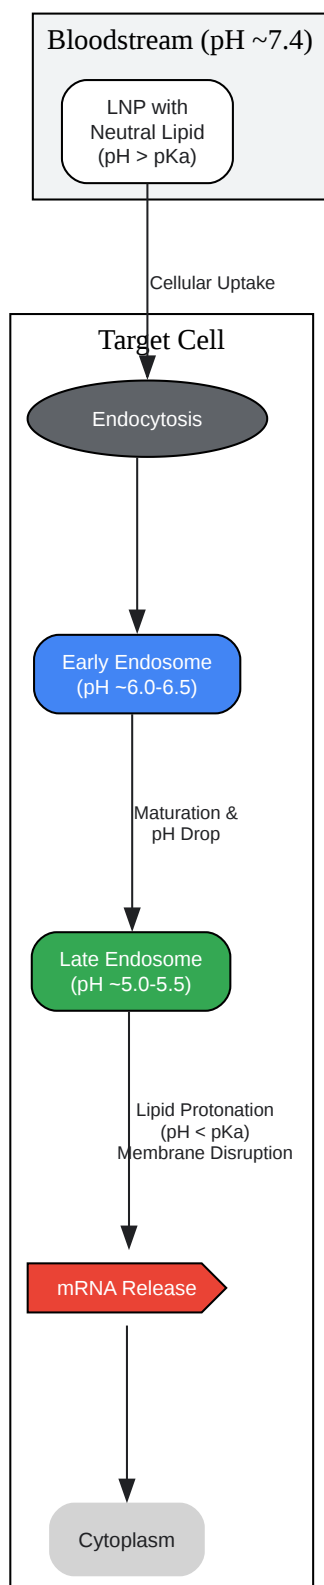 Bloodstream (pH ~7.4)
LNP with
Neutral Lipid
(pH > pKa)
Cellular Uptake
Target Cell
Endocytosis
Early Endosome
(pH ~6.0-6.5)
Maturation &
pH Drop
Late Endosome
(pH ~5.0-5.5)
Lipid Protonation
(pH < pKa)
Membrane Disruption
mRNA Release
Cytoplasm